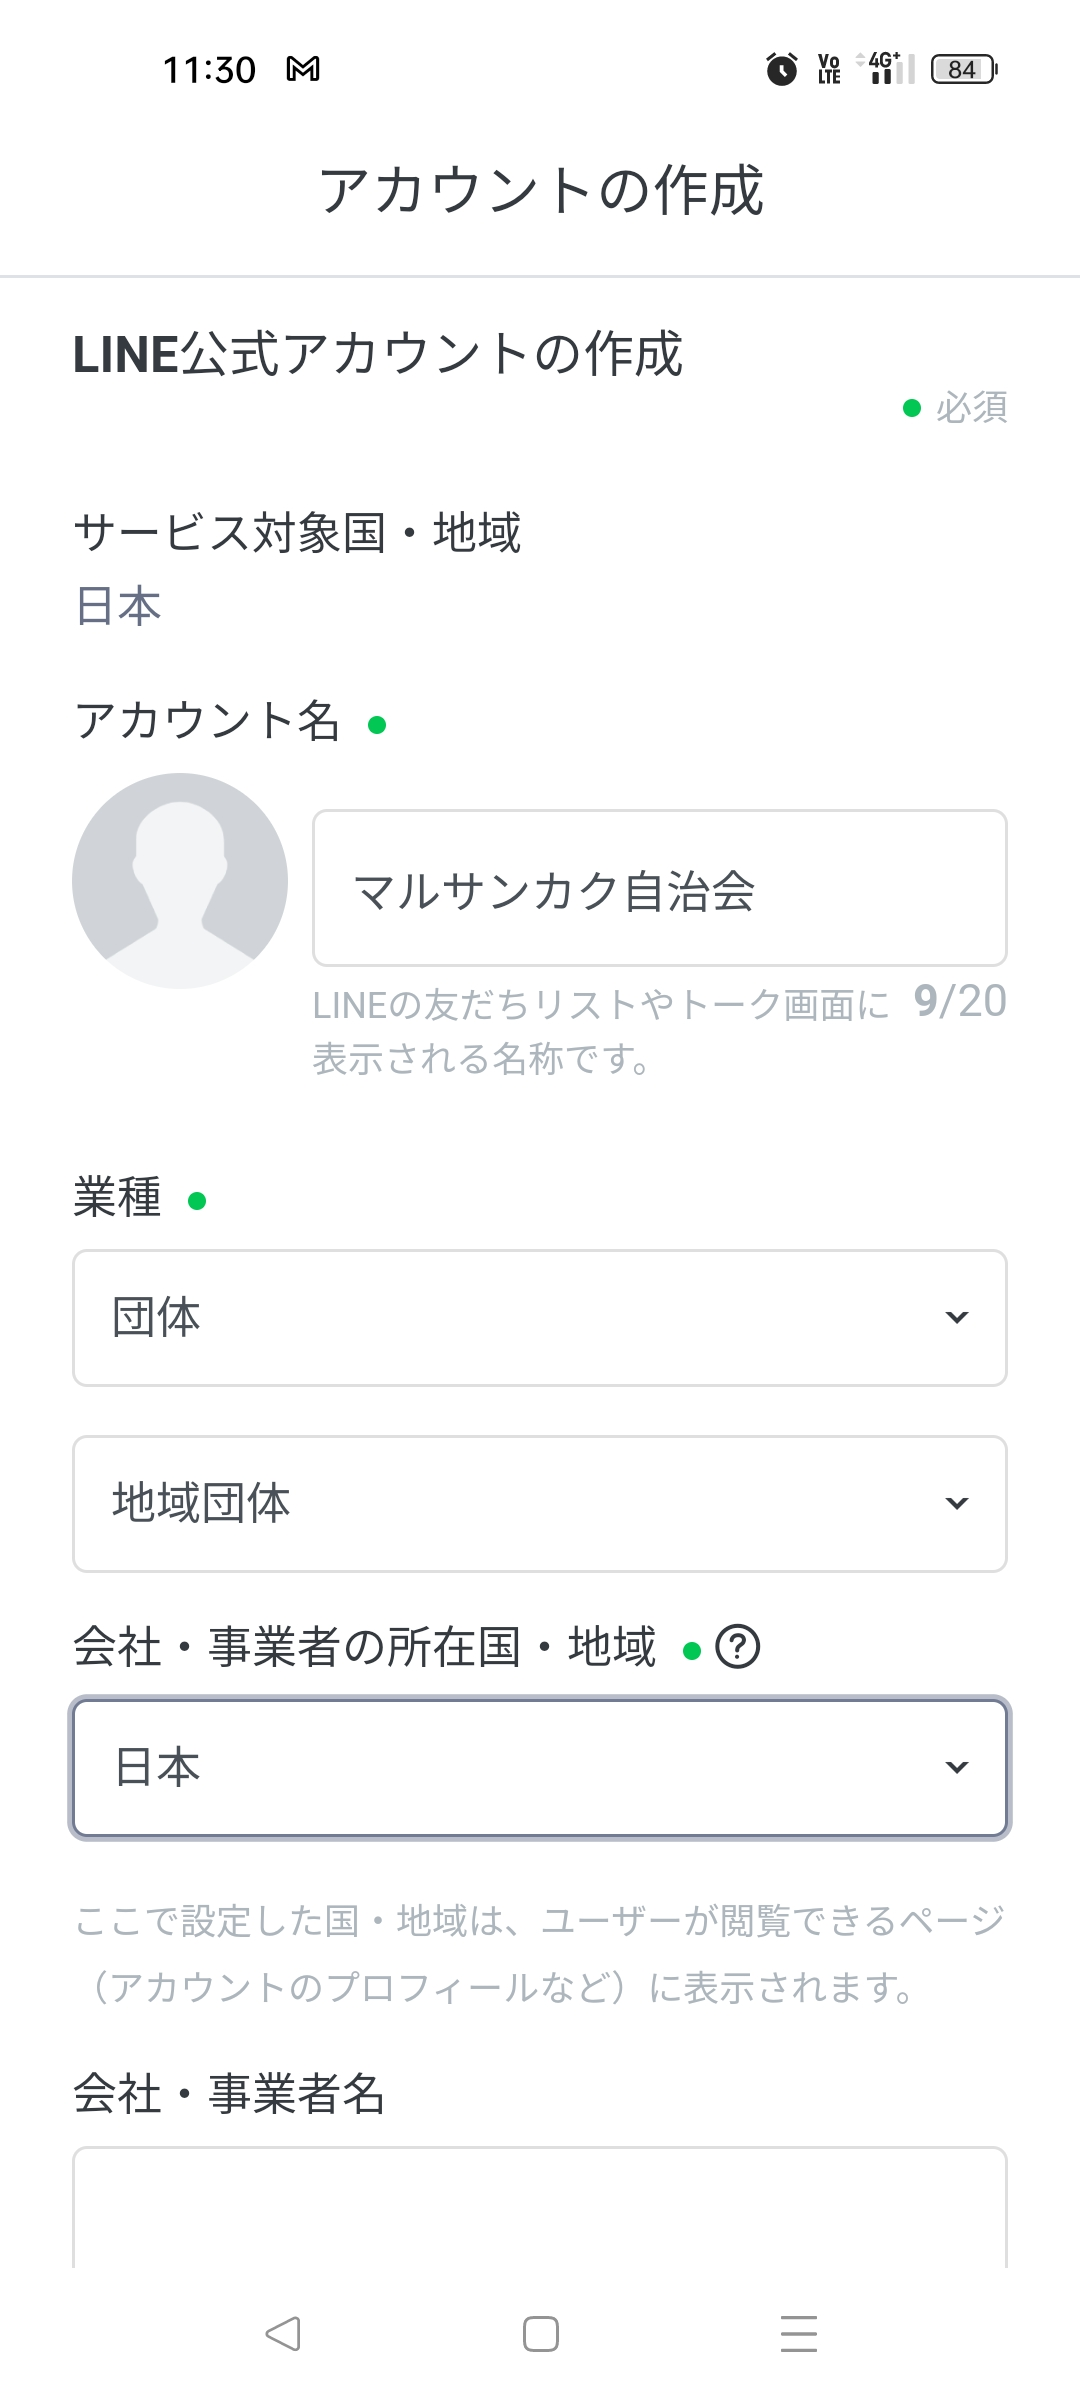 11:30
Vo LTE 4G+ 84
アカウントの作成
LINE公式アカウントの作成
必須
サービス対象国・地域
日本
アカウント名
マルサンカク自治会
LINEの友だちリストやトーク画面に 9/20
表示される名称です。
業種
団体
地域団体
会社・事業者の所在国・地域 ?
日本
ここで設定した国・地域は、ユーザーが閲覧できるページ
（アカウントのプロフィールなど）に表示されます。
会社・事業者名